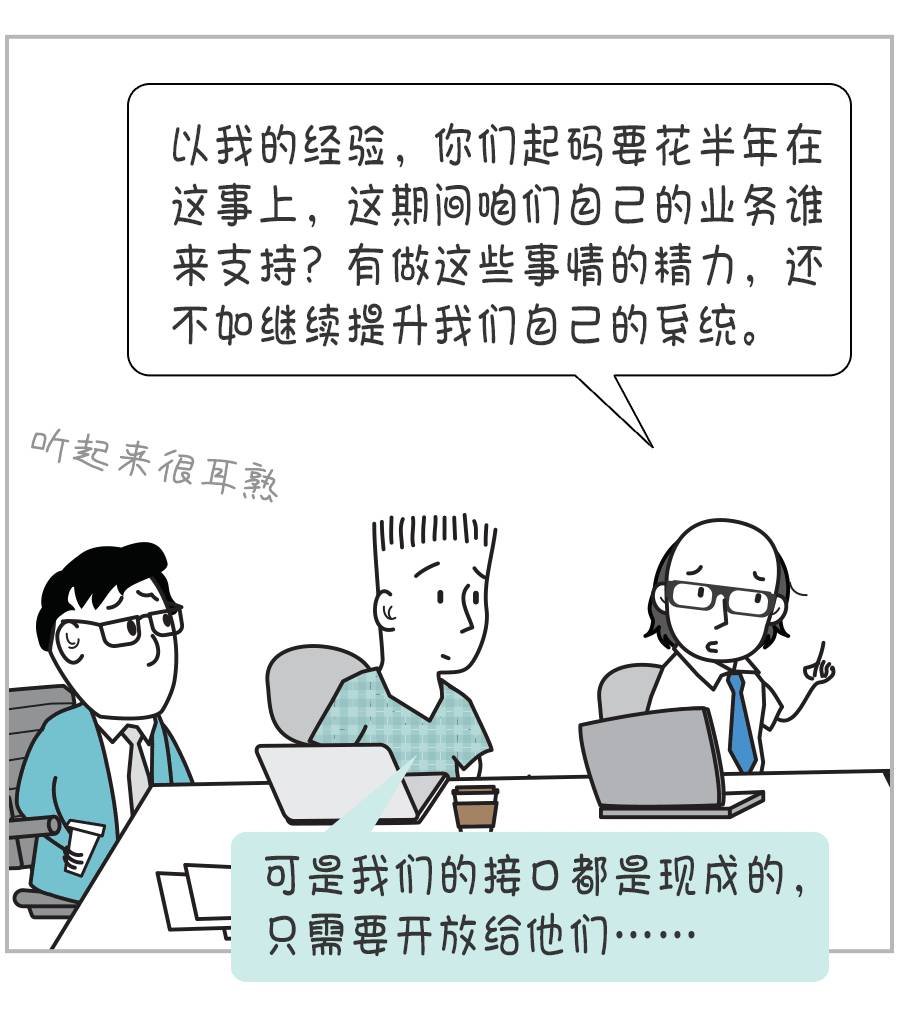 以我的经验，你们起码要花半年在
这事上，这期间咱们自己的业务谁
来支持？有做这些事情的精力，还
不如继续提升我们自己的系统。
听起来很耳熟
可是我们的接口都是现成的，
只需要开放给他们……